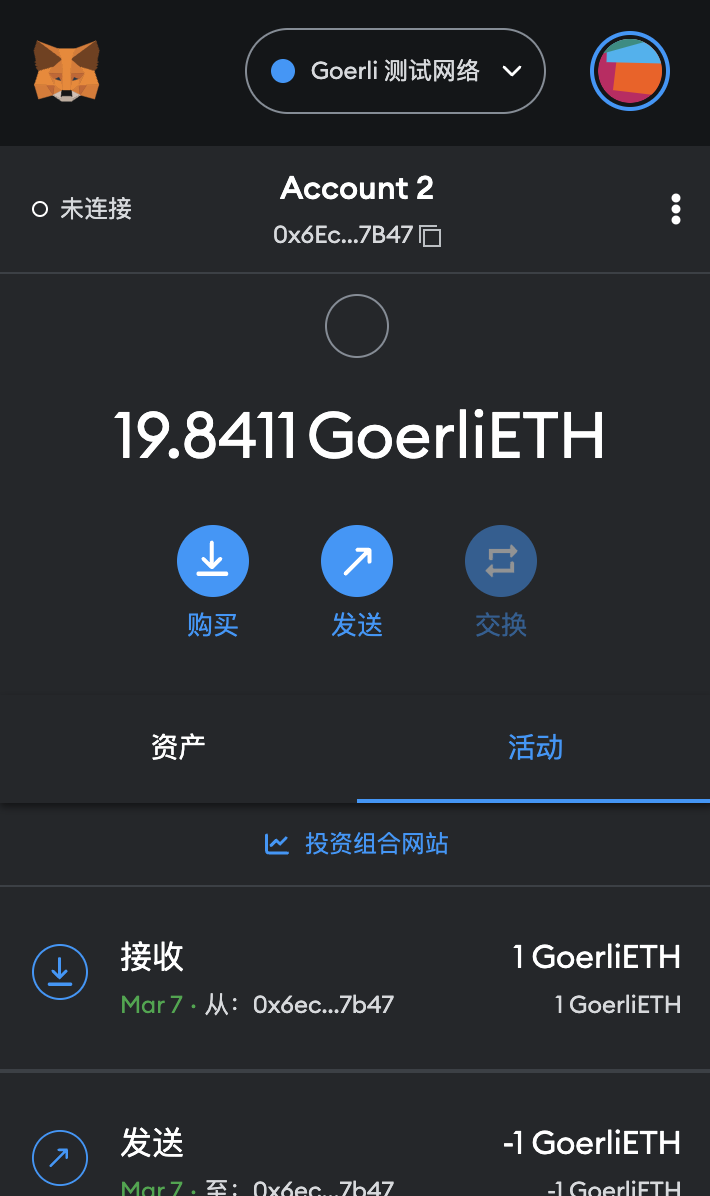 Goerli 测试网络
未连接
Account 2
0x6Ec...7B47
19.8411 GoerliETH
购买 发送 交换
资产 活动
投资组合网站
接收 1 GoerliETH
Mar 7 · 从： 0x6ec...7b47 1 GoerliETH
发送 -1 GoerliETH
Mar 7 · 至： 0x6ec...7b47 -1 GoerliETH